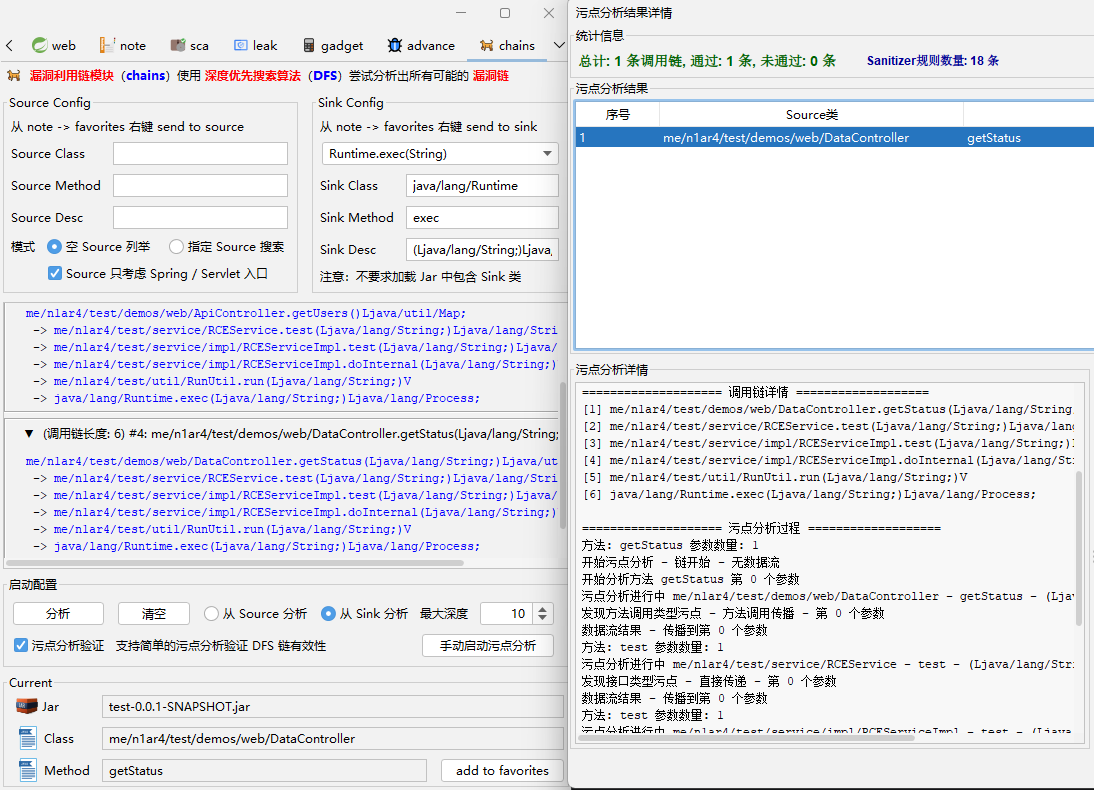 web note sca leak gadget advance chains
漏洞利用链模块（chains）使用 深度优先搜索算法（DFS）尝试分析出所有可能的 漏洞链
Source Config
从 note -> favorites 右键 send to source
Source Class
Source Method
Source Desc
模式 空 Source 列举 指定 Source 搜索
Source 只考虑 Spring / Servlet 入口
Sink Config
从 note -> favorites 右键 send to sink
Runtime.exec(String)
Sink Class java/lang/Runtime
Sink Method exec
Sink Desc (Ljava/lang/String;)Ljava,
注意：不要求加载 Jar 中包含 Sink 类
me/n1ar4/test/demos/web/ApiController.getUsers()Ljava/util/Map;
-> me/n1ar4/test/service/RCEService.test(Ljava/lang/String;)Ljava/lang/Stri
-> me/n1ar4/test/service/impl/RCEServiceImpl.test(Ljava/lang/String;)Ljava/
-> me/n1ar4/test/service/impl/RCEServiceImpl.doInternal(Ljava/lang/String;)
-> me/n1ar4/test/util/RunUtil.run(Ljava/lang/String;)V
-> java/lang/Runtime.exec(Ljava/lang/String;)Ljava/lang/Process;
▼ (调用链长度: 6) #4: me/n1ar4/test/demos/web/DataController.getStatus(Ljava/lang/String;
me/n1ar4/test/demos/web/DataController.getStatus(Ljava/lang/String;)Ljava/ut
-> me/n1ar4/test/service/RCEService.test(Ljava/lang/String;)Ljava/lang/Stri
-> me/n1ar4/test/service/impl/RCEServiceImpl.test(Ljava/lang/String;)Ljava/
-> me/n1ar4/test/service/impl/RCEServiceImpl.doInternal(Ljava/lang/String;)
-> me/n1ar4/test/util/RunUtil.run(Ljava/lang/String;)V
-> java/lang/Runtime.exec(Ljava/lang/String;)Ljava/lang/Process;
启动配置
分析 清空 从 Source 分析 从 Sink 分析 最大深度 10
污点分析验证 支持简单的污点分析验证 DFS 链有效性 手动启动污点分析
Current
Jar test-0.0.1-SNAPSHOT.jar
Class me/n1ar4/test/demos/web/DataController
Method getStatus add to favorites
污点分析结果详情
统计信息
总计: 1 条调用链, 通过: 1 条, 未通过: 0 条 Sanitizer规则数量: 18 条
污点分析结果
序号 Source类
1 me/n1ar4/test/demos/web/DataController getStatus
污点分析详情
==================== 调用链详情 ===================
[1] me/n1ar4/test/demos/web/DataController.getStatus(Ljava/lang/String;
[2] me/n1ar4/test/service/RCEService.test(Ljava/lang/String;)Ljava/lang
[3] me/n1ar4/test/service/impl/RCEServiceImpl.test(Ljava/lang/String;)
[4] me/n1ar4/test/service/impl/RCEServiceImpl.doInternal(Ljava/lang/St
[5] me/n1ar4/test/util/RunUtil.run(Ljava/lang/String;)V
[6] java/lang/Runtime.exec(Ljava/lang/String;)Ljava/lang/Process;
==================== 污点分析过程 ===================
方法: getStatus 参数数量: 1
开始污点分析 - 链开始 - 无数据流
开始分析方法 getStatus 第 0 个参数
污点分析进行中 me/n1ar4/test/demos/web/DataController - getStatus - (Ljav
发现方法调用类型污点 - 方法调用传播 - 第 0 个参数
数据流结果 - 传播到第 0 个参数
方法: test 参数数量: 1
污点分析进行中 me/n1ar4/test/service/RCEService - test - (Ljava/lang/Stri
发现接口类型污点 - 直接传递 - 第 0 个参数
数据流结果 - 传播到第 0 个参数
方法: test 参数数量: 1
污点分析进行中 me/n1ar4/test/service/impl/RCEServiceImpl - test - (Ljava